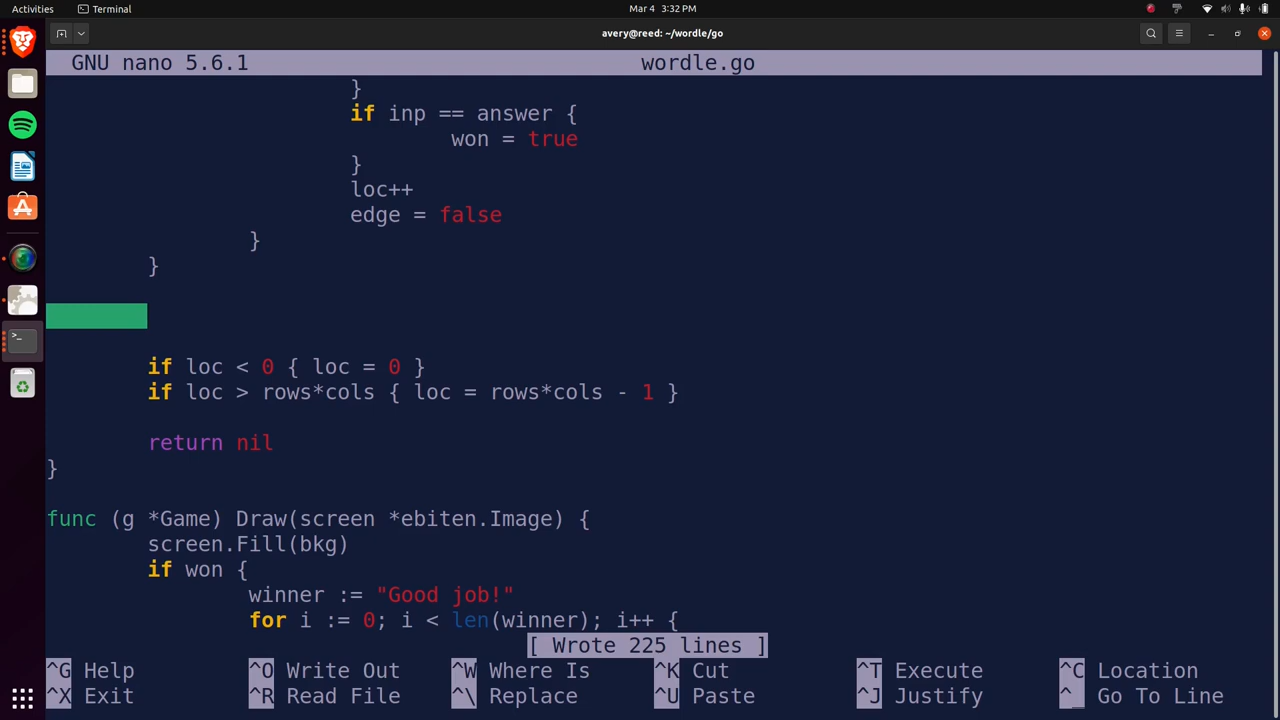 Activities
Terminal
Mar 4 3:32 PM
avery@reed: ~/wordle/go
GNU nano 5.6.1
wordle.go
}
if inp == answer {
won = true
}
loc++
edge = false
}
}
if loc < 0 { loc = 0 }
if loc > rows*cols { loc = rows*cols - 1 }
return nil
}
func (g *Game) Draw(screen *ebiten.Image) {
screen.Fill(bkg)
if won {
winner := "Good job!"
for i := 0; i < len(winner); i++ {
[ Wrote 225 lines ]
^G Help ^O Write Out ^W Where Is ^K Cut ^T Execute ^C Location
^X Exit ^R Read File ^\ Replace ^U Paste ^J Justify ^_ Go To Line